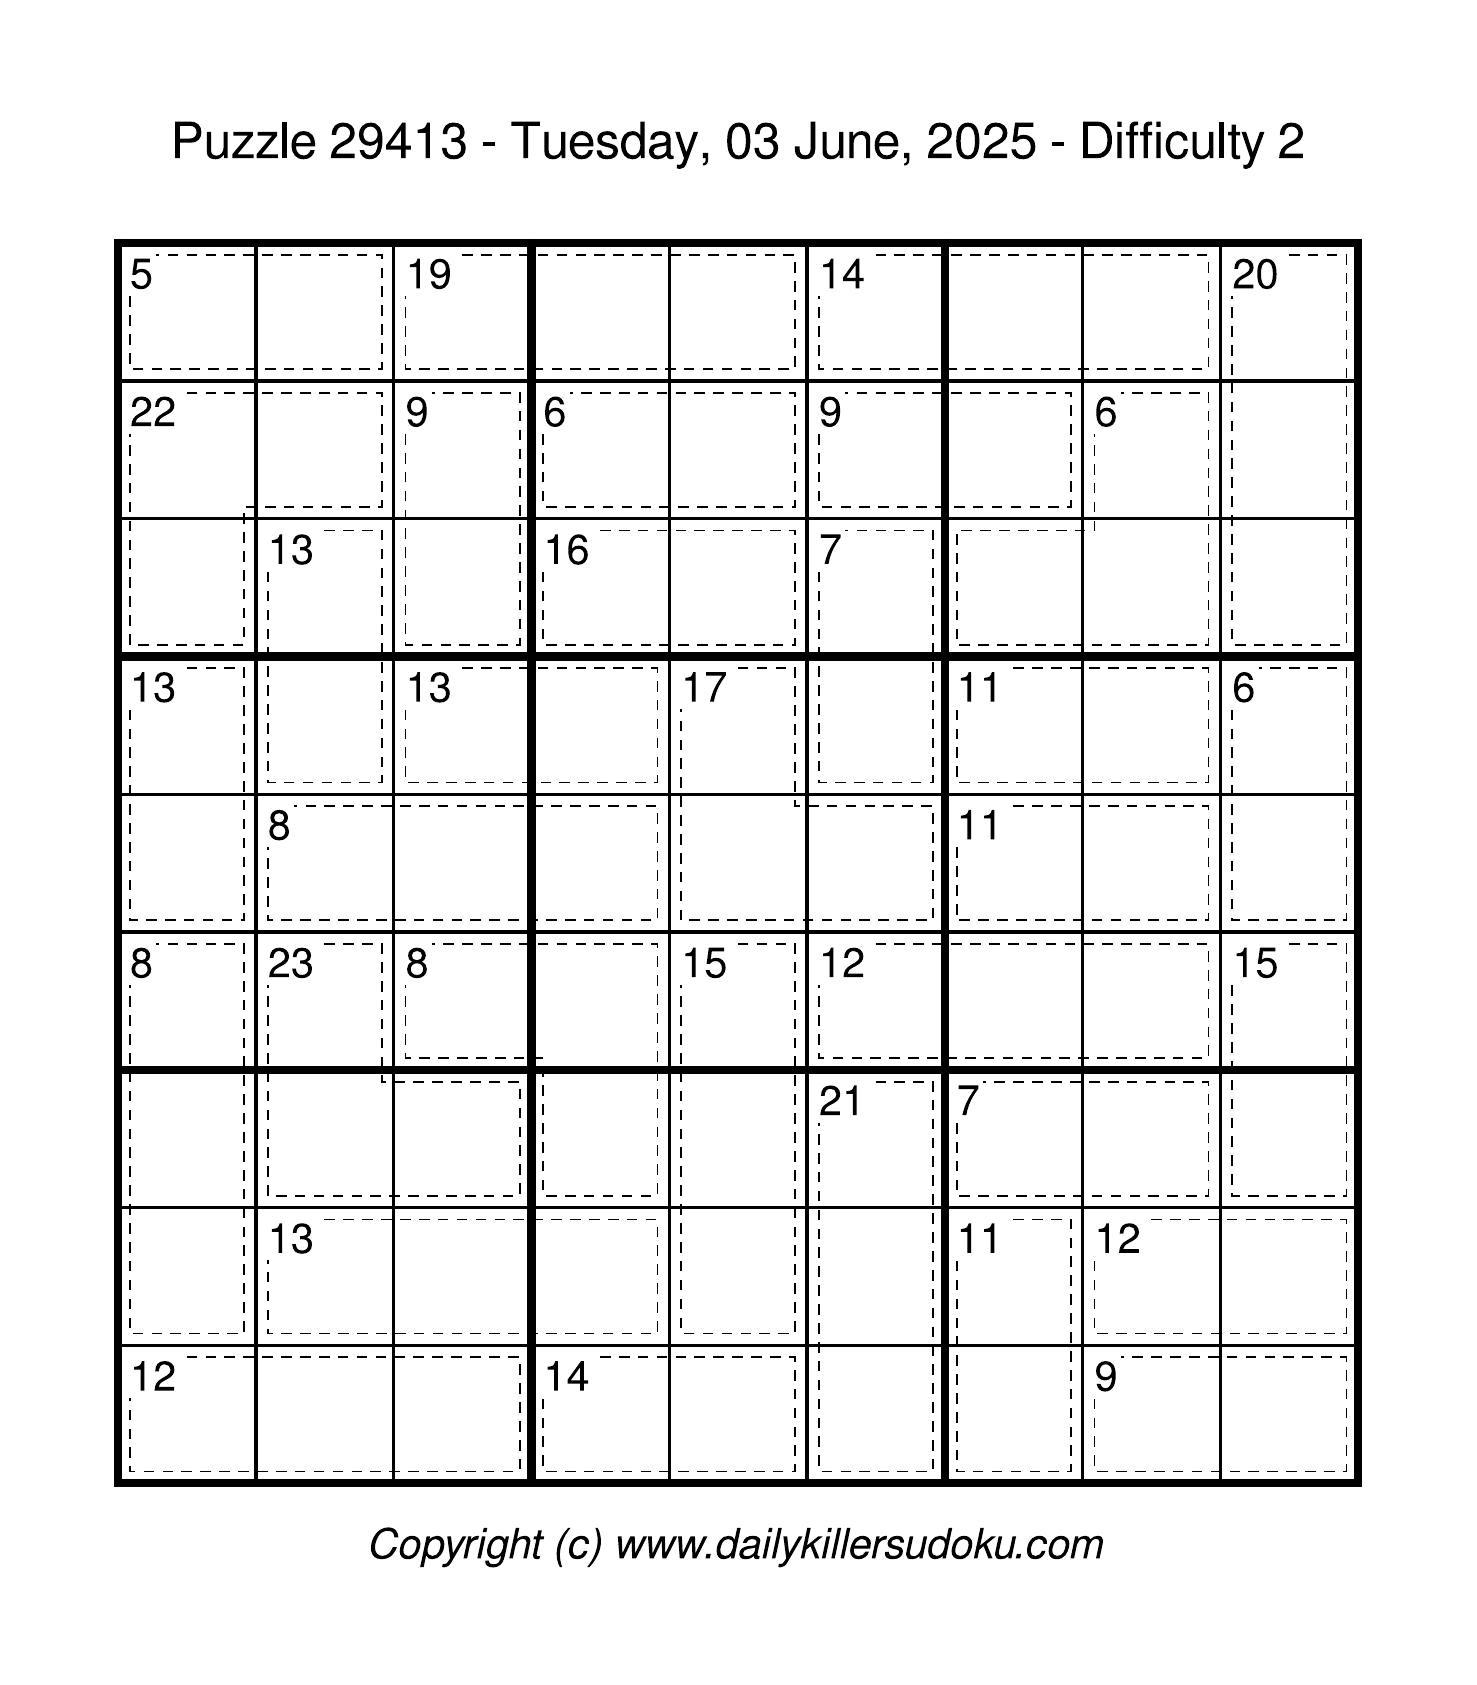 Puzzle 29413 - Tuesday, 03 June, 2025 - Difficulty 2
5 19 14 20
22 9 6 9 6
13 16 7
13 13 17 11 6
8 11
8 23 8 15 12 15
21 7
13 11 12
12 14 9
Copyright (c) www.dailykillersudoku.com